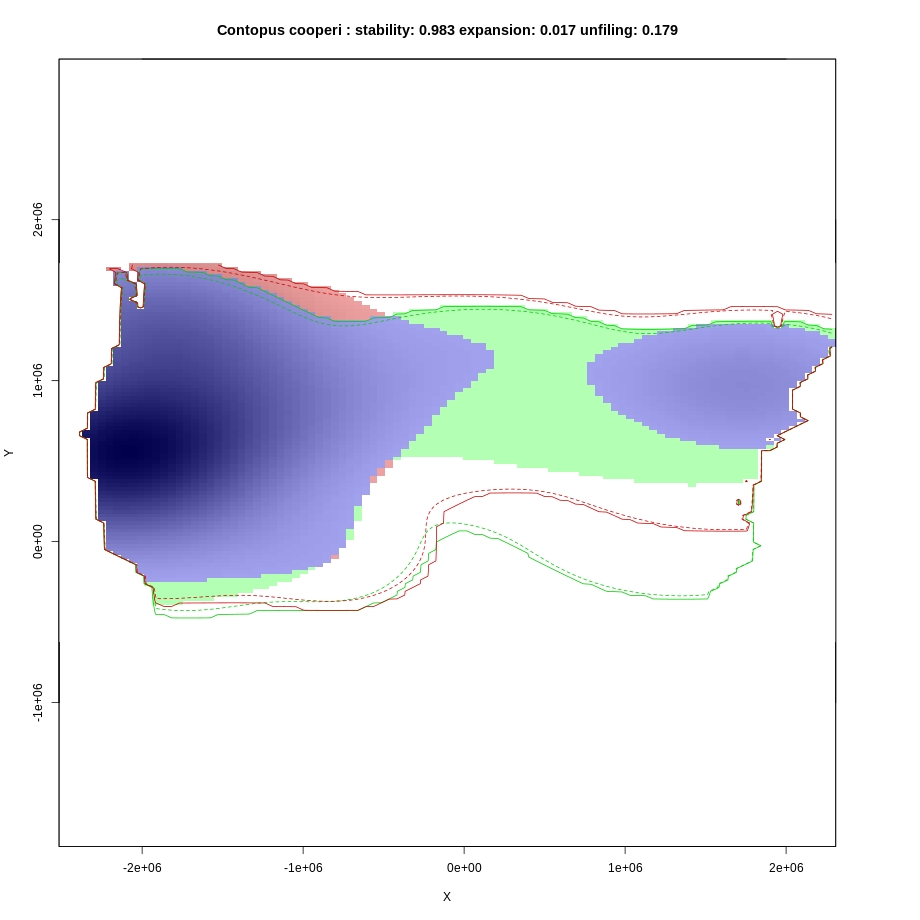 Contopus cooperi : stability: 0.983 expansion: 0.017 unfiling: 0.179
2e+06
1e+06
0e+00
-1e+06
Y
-2e+06 -1e+06 0e+00 1e+06 2e+06
X